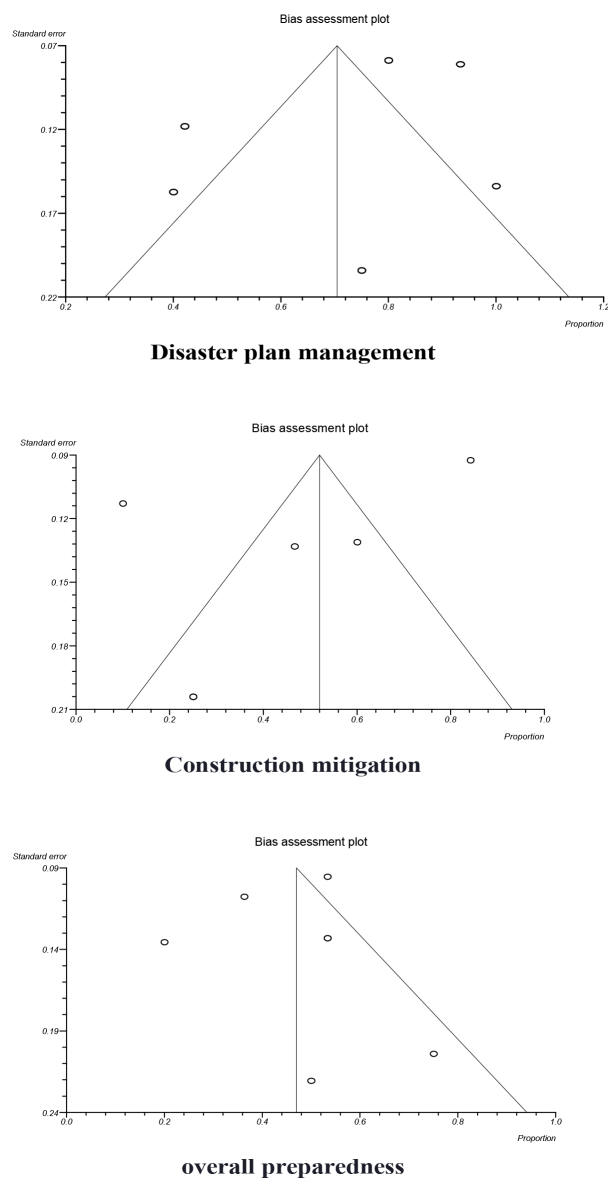 Bias assessment plot
Standard error
0.07
0.12
0.17
0.22
0.2 0.4 0.6 0.8 1.0 1.2
Proportion
Disaster plan management
Bias assessment plot
Standard error
0.09
0.12
0.15
0.18
0.21
0.0 0.2 0.4 0.6 0.8 1.0
Proportion
Construction mitigation
Bias assessment plot
Standard error
0.09
0.14
0.19
0.24
0.0 0.2 0.4 0.6 0.8 1.0
Proportion
overall preparedness